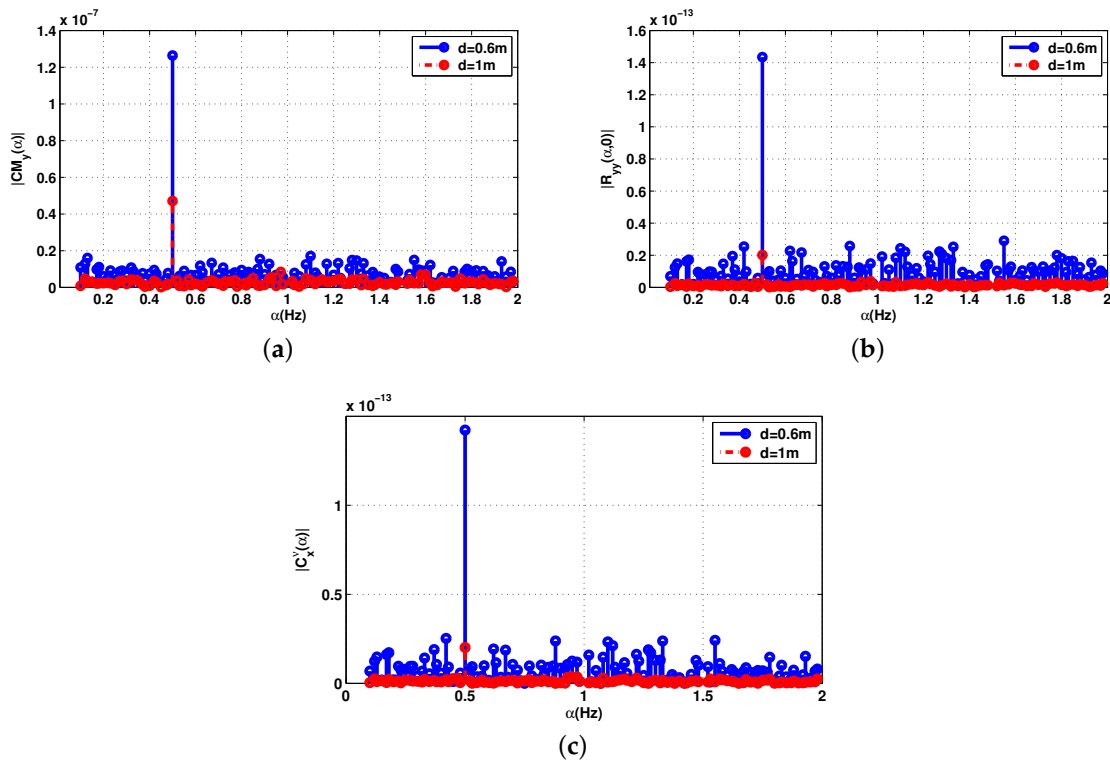 x 10⁻⁷
1.4
1.2
1
0.8
0.6
0.4
0.2
0
|CM_y(α)|
d=0.6m
d=1m
0.2 0.4 0.6 0.8 1 1.2 1.4 1.6 1.8 2
α(Hz)
(a)
x 10⁻¹³
1.6
1.4
1.2
1
0.8
0.6
0.4
0.2
0
|R_yy(α,0)|
d=0.6m
d=1m
0.2 0.4 0.6 0.8 1 1.2 1.4 1.6 1.8 2
α(Hz)
(b)
x 10⁻¹³
1
0.5
0
|C_x^ν(α)|
d=0.6m
d=1m
0 0.5 1 1.5 2
α(Hz)
(c)